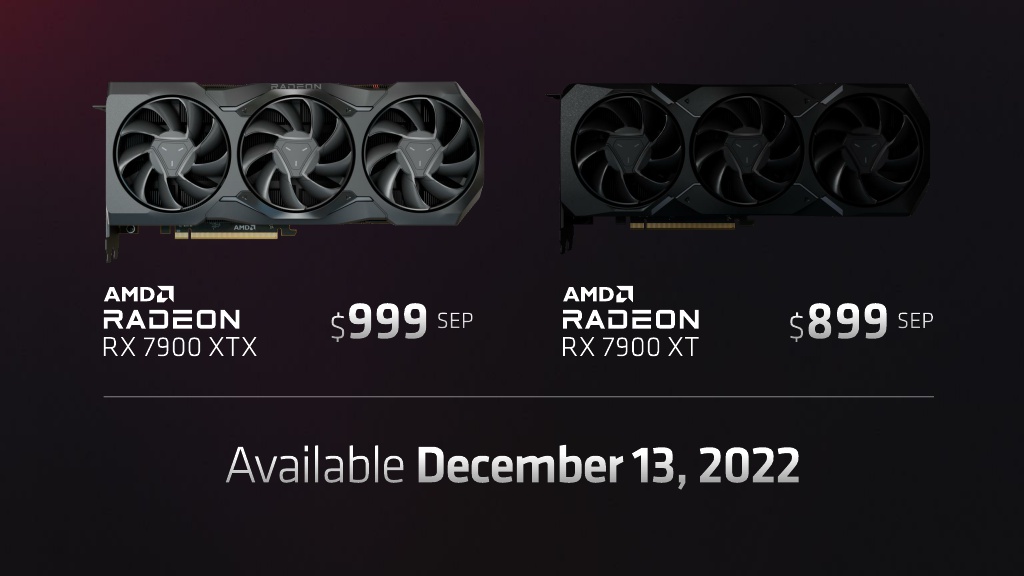 RADEON
AMD
AMD
RADEON
RX 7900 XTX
$999 SEP
AMD
RADEON
RX 7900 XT
$899 SEP
Available December 13, 2022